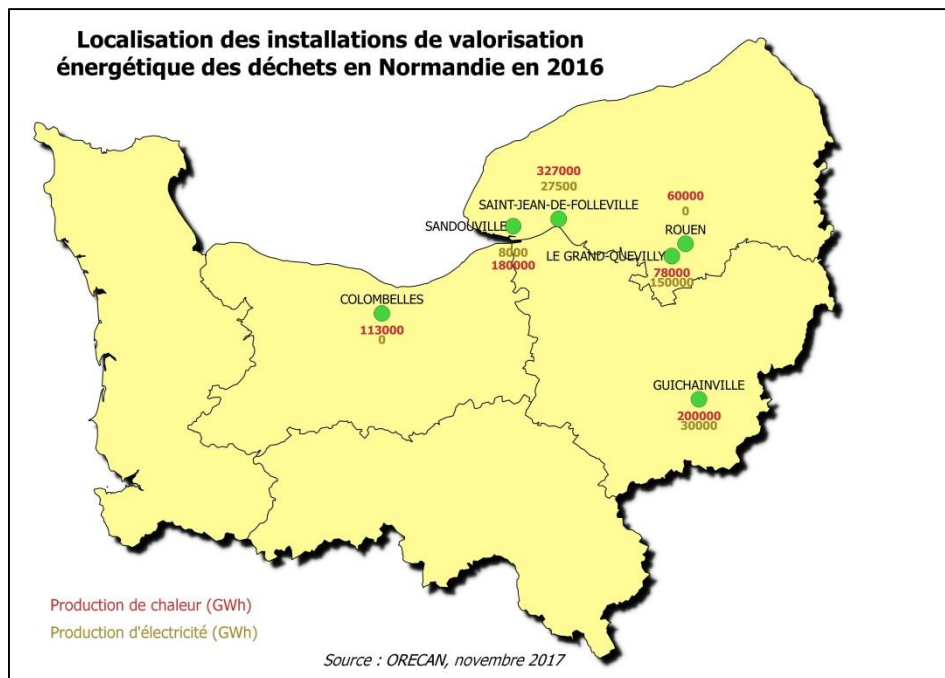 Localisation des installations de valorisation
énergétique des déchets en Normandie en 2016
327000
27500
SAINT-JEAN-DE-FOLLEVILLE
60000
0
ROUEN
SANDOUVILLE
8000
180000
LE GRAND-QUEVILLY
78000
150000
COLOMBELLES
113000
0
GUICHAINVILLE
200000
30000
Production de chaleur (GWh)
Production d'électricité (GWh)
Source : ORECAN, novembre 2017